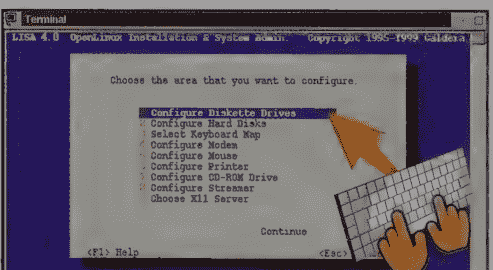 Terminal
LISA 4.0 OpenLinux Installation & System admin. Copyright 1995-1999 Caldera
Choose the area that you want to configure.
Configure Diskette Drives
Configure Hard Disks
Select Keyboard Map
Configure Modem
Configure Mouse
Configure Printer
Configure CD-ROM Drive
Configure Streamer
Choose X11 Server
Continue
<F1> Help
<Esc>